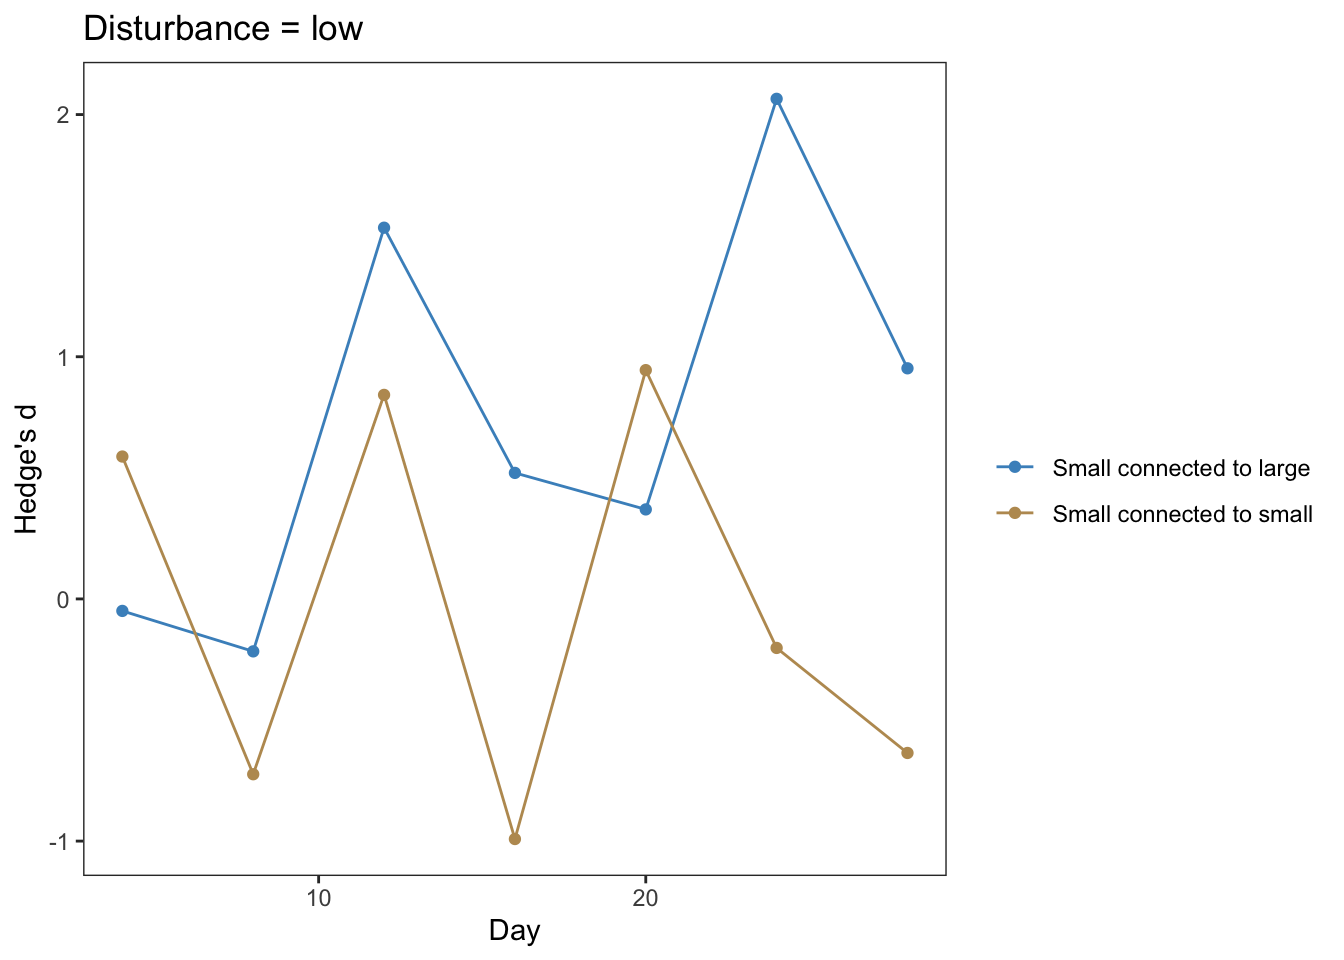 Disturbance = low
2
1
0
-1
Hedge's d
10
20
Day
Small connected to large
Small connected to small